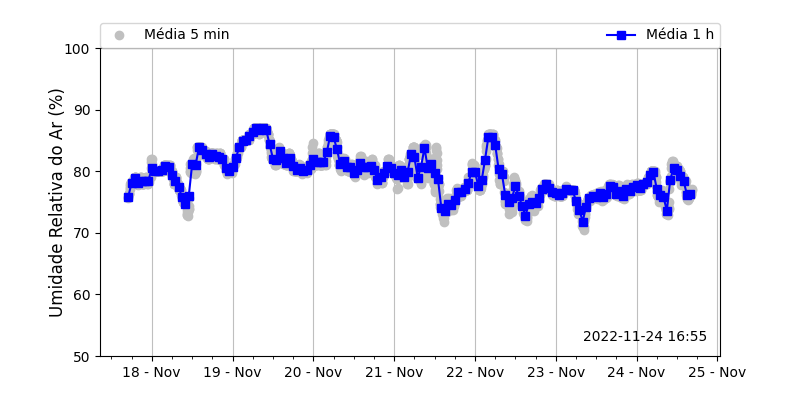 Média 5 min
Média 1 h
100
90
80
70
60
50
Umidade Relativa do Ar (%)
2022-11-24 16:55
18 - Nov
19 - Nov
20 - Nov
21 - Nov
22 - Nov
23 - Nov
24 - Nov
25 - Nov